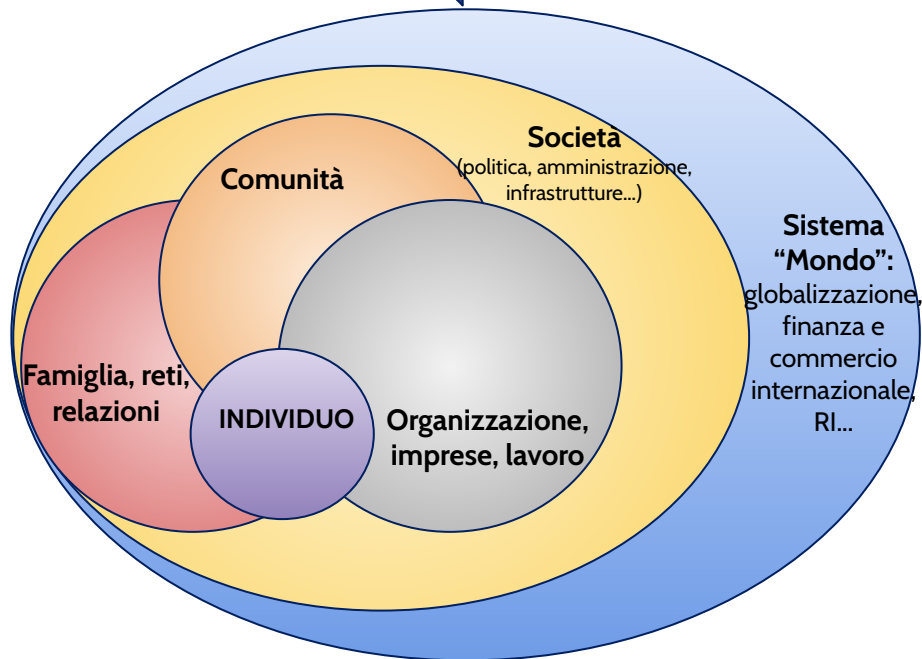 Società
(politica, amministrazione,
infrastrutture...)
Comunità
Sistema
“Mondo”:
globalizzazione,
finanza e
commercio
internazionale,
RI...
Famiglia, reti,
relazioni
INDIVIDUO
Organizzazione,
imprese, lavoro